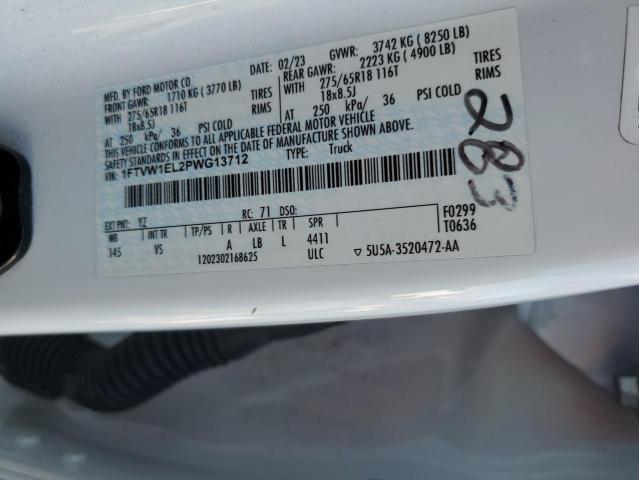 MFD. BY FORD MOTOR CO.
DATE: 02/23 GVWR: 3742 KG ( 8250 LB)
FRONT GAWR: 1710 KG ( 3770 LB) REAR GAWR: 2223 KG ( 4900 LB)
WITH 275/65R18 116T TIRES WITH 275/65R18 116T TIRES
18x8.5J RIMS 18x8.5J RIMS
AT 250 kPa/ 36 PSI COLD AT 250 kPa/ 36 PSI COLD
THIS VEHICLE CONFORMS TO ALL APPLICABLE FEDERAL MOTOR VEHICLE
SAFETY STANDARDS IN EFFECT ON THE DATE OF MANUFACTURE SHOWN ABOVE.
VIN: 1FTVW1EL2PWG13712 TYPE: Truck
283
EXT PNT: YZ RC: 71 DSO: F0299
WB INT TR TP/PS R AXLE TR SPR T0636
145 VS A LB L 4411
1202302168625 ULC ▽ 5U5A-3520472-AA